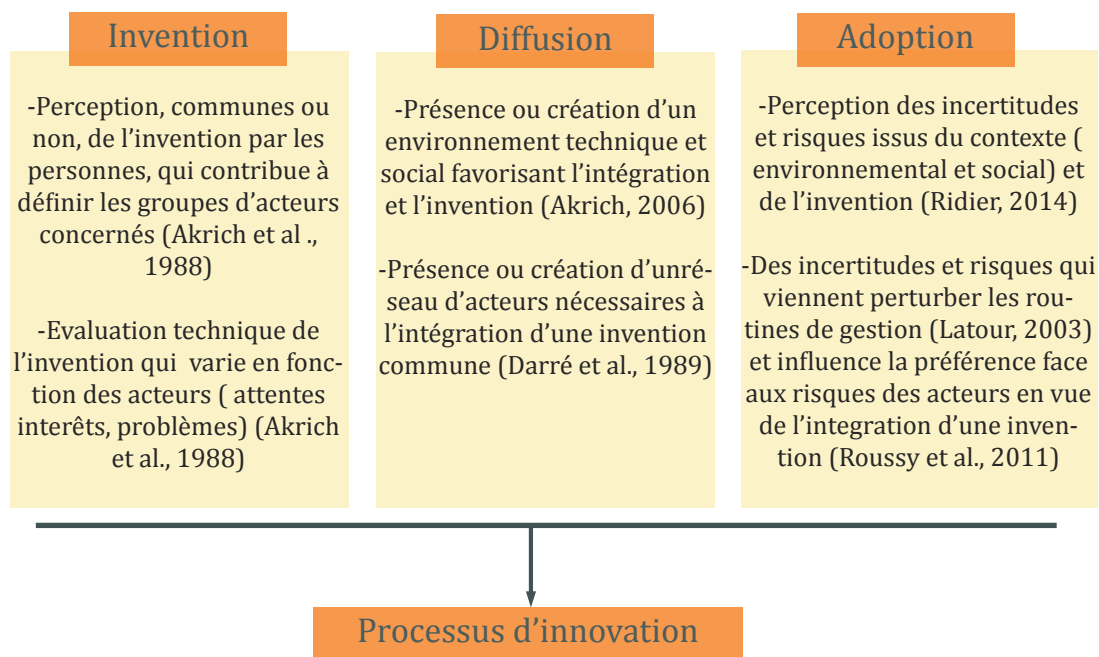 Invention
-Perception, communes ou
non, de l’invention par les
personnes, qui contribue à
définir les groupes d’acteurs
concernés (Akrich et al .,
1988)
-Evaluation technique de
l’invention qui  varie en fonc-
tion des acteurs ( attentes
interêts, problèmes) (Akrich
et al., 1988)
Diffusion
-Présence ou création d’un
environnement technique et
social favorisant l’intégration
et l’invention (Akrich, 2006)
-Présence ou création d’unré-
seau d’acteurs nécessaires à
l’intégration d’une invention
commune (Darré et al., 1989)
Adoption
-Perception des incertitudes
et risques issus du contexte (
environnemental et social) et
de l’invention (Ridier, 2014)
-Des incertitudes et risques qui
viennent perturber les rou-
tines de gestion (Latour, 2003)
et influence la préférence face
aux risques des acteurs en vue
de l’integration d’une inven-
tion (Roussy et al., 2011)
Processus d’innovation